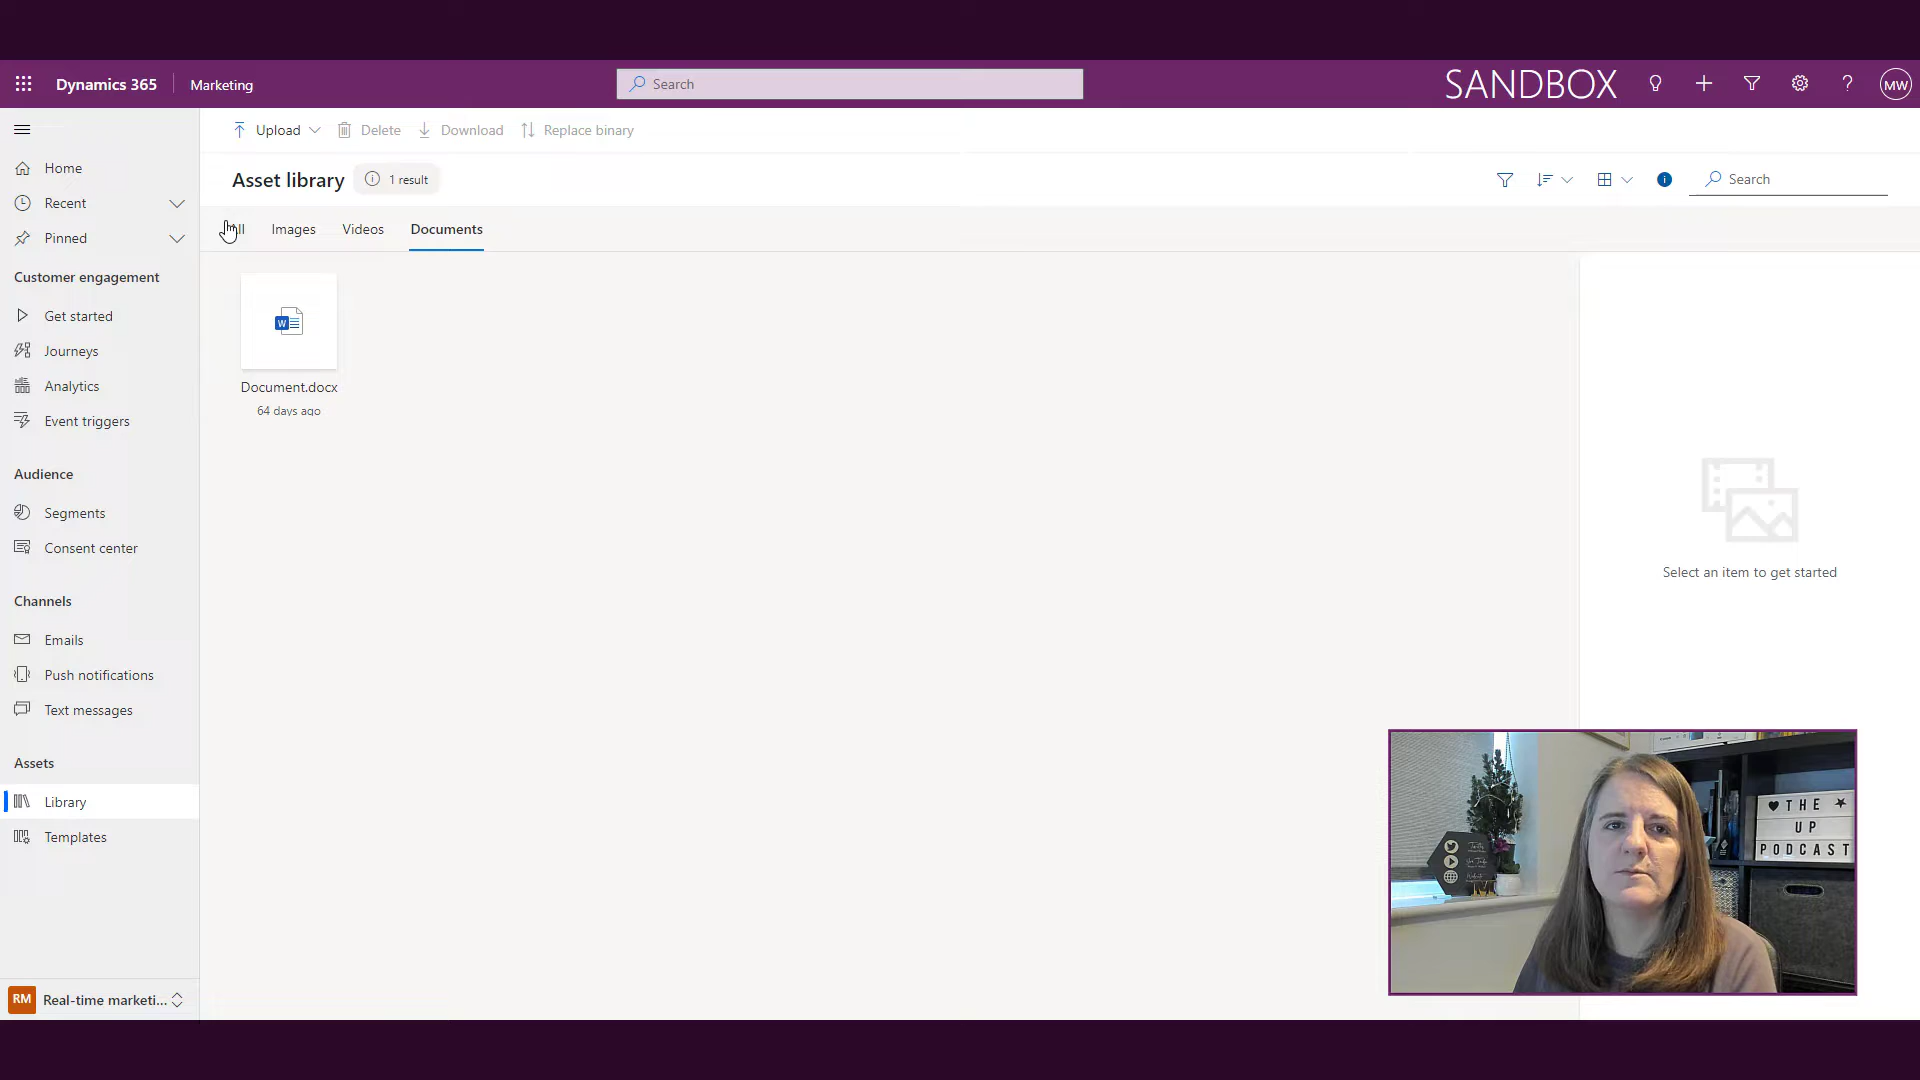 Dynamics 365 Marketing Search SANDBOX MW
Upload Delete Download Replace binary
Asset library 1 result Search
Images Videos Documents
W
Document.docx
64 days ago
Select an item to get started
Home
Recent
Pinned
Customer engagement
Get started
Journeys
Analytics
Event triggers
Audience
Segments
Consent center
Channels
Emails
Push notifications
Text messages
Assets
Library
Templates
RM Real-time marketi...
THE
UP
PODCAST